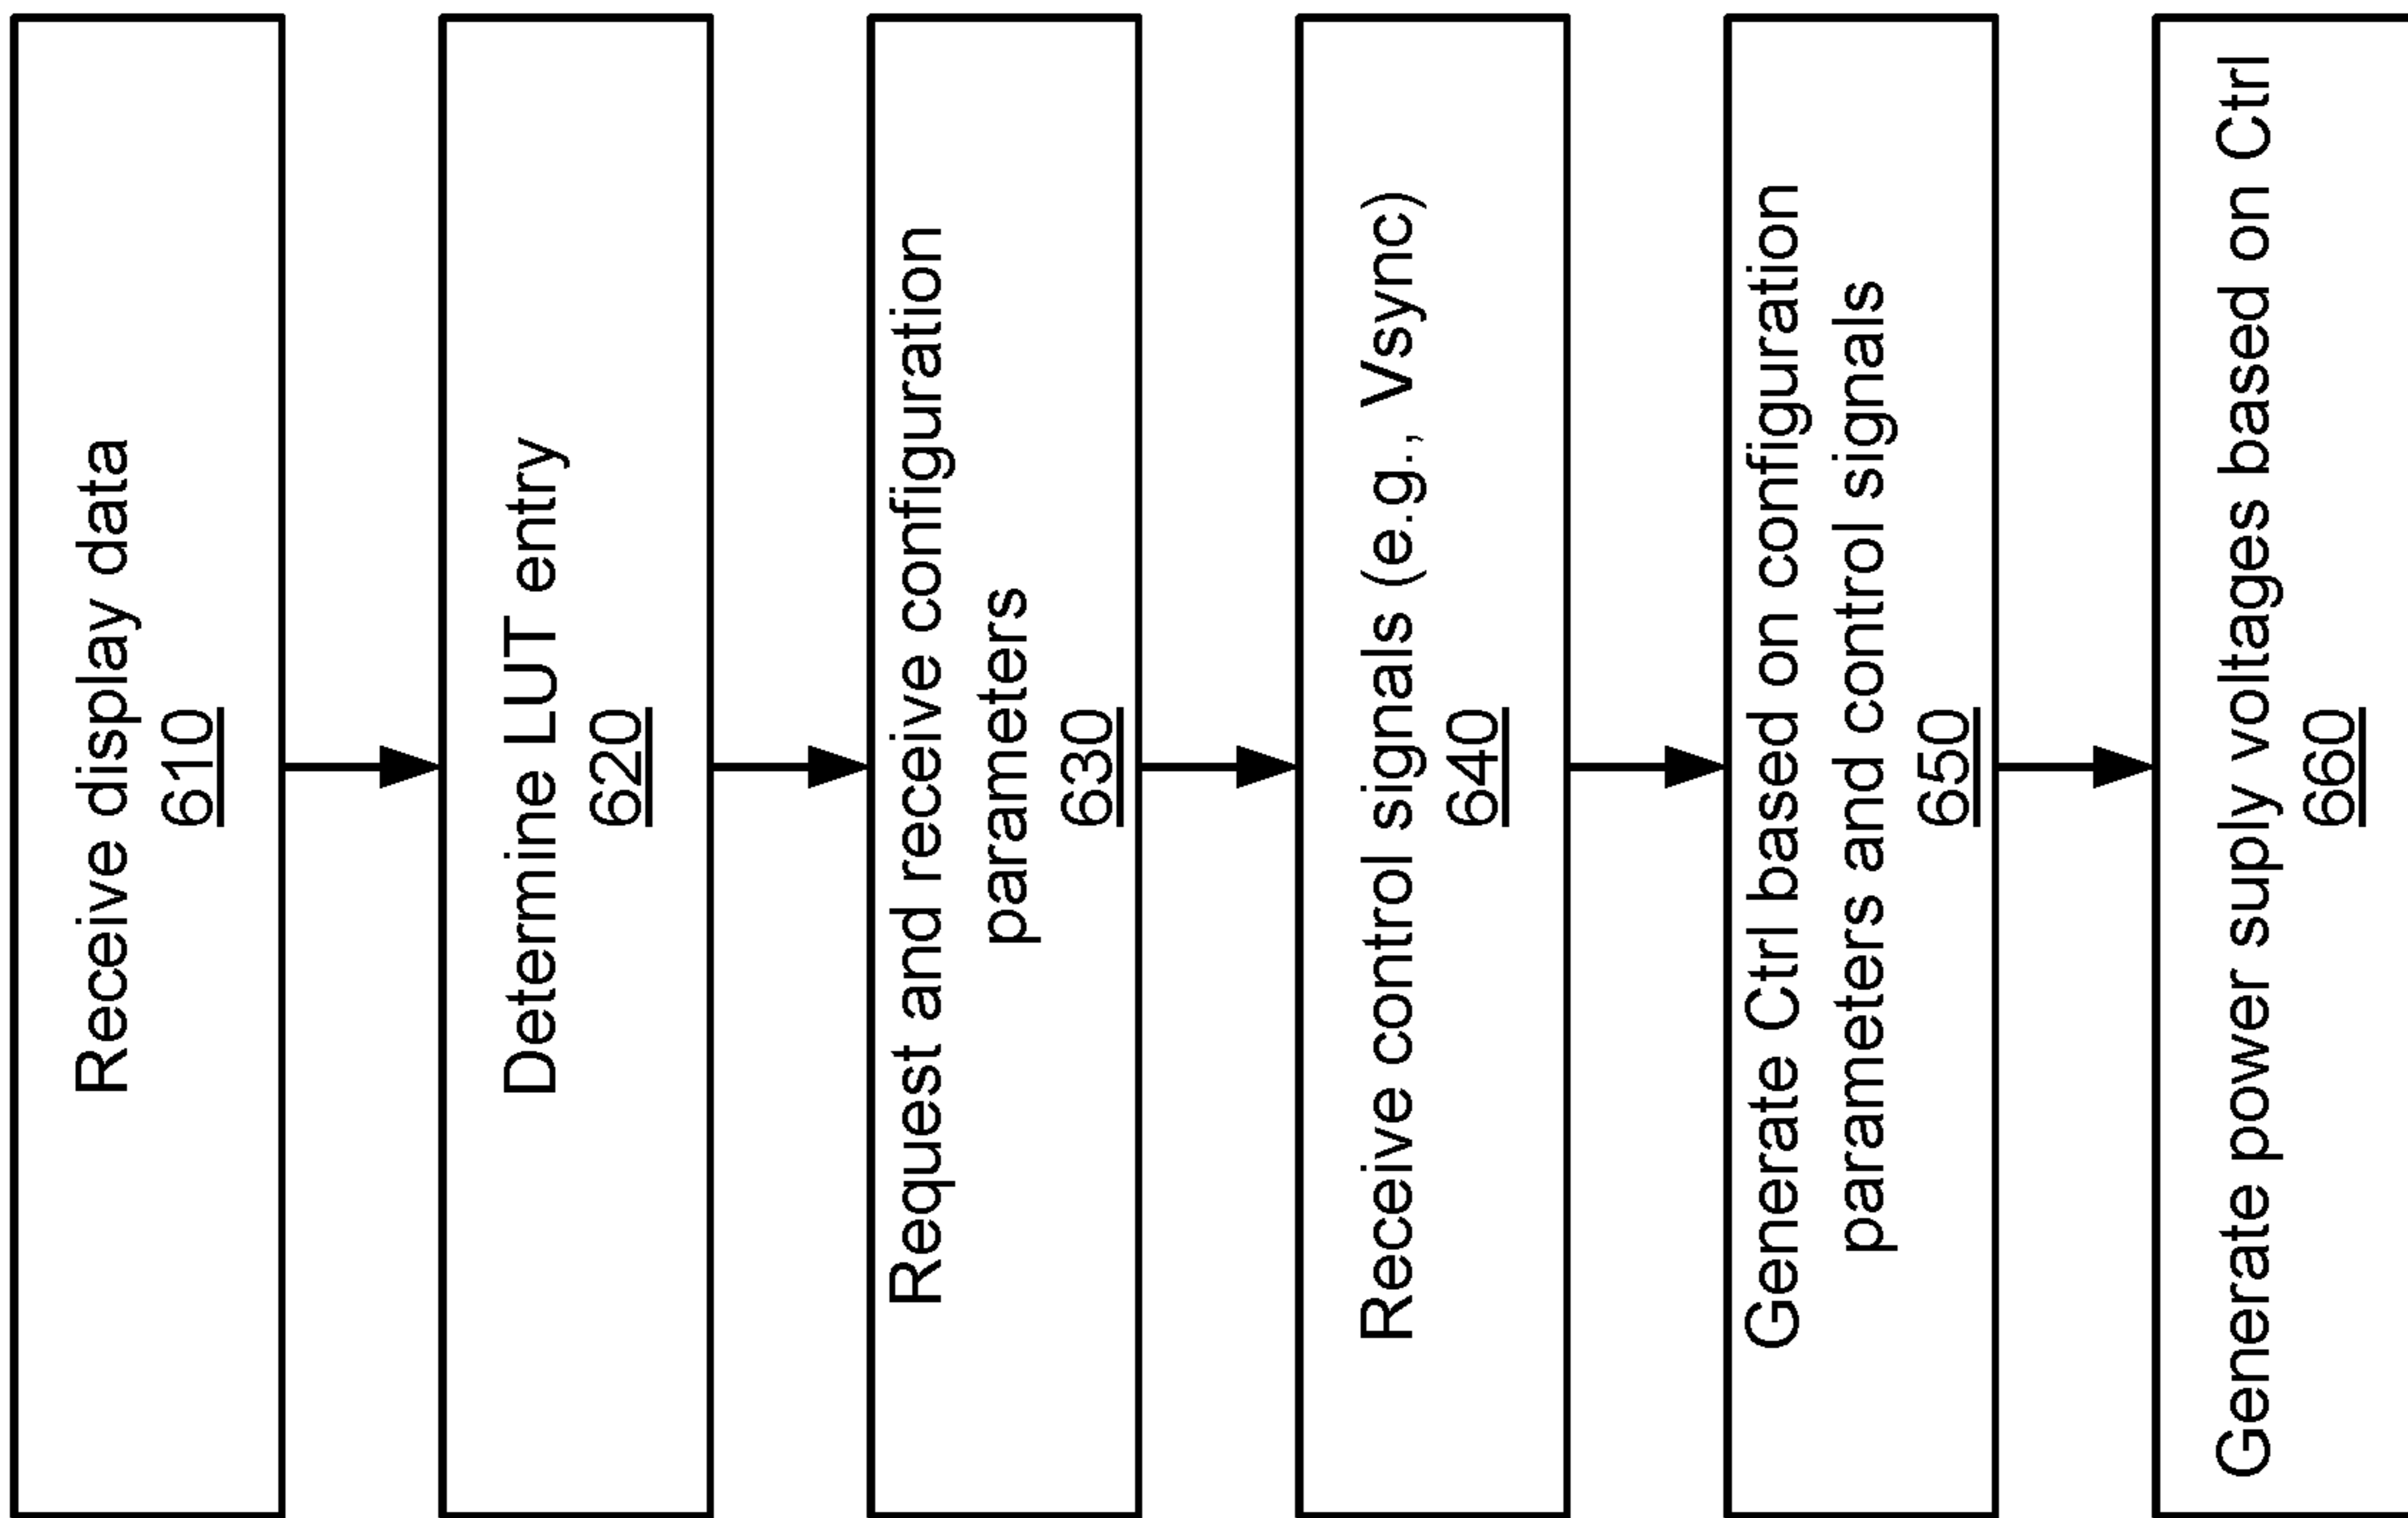 Receive display data
610
Determine LUT entry
620
Request and receive configuration
parameters
630
Receive control signals (e.g., Vsync)
640
Generate Ctrl based on configuration
parameters and control signals
650
Generate power supply voltages based on Ctrl
660